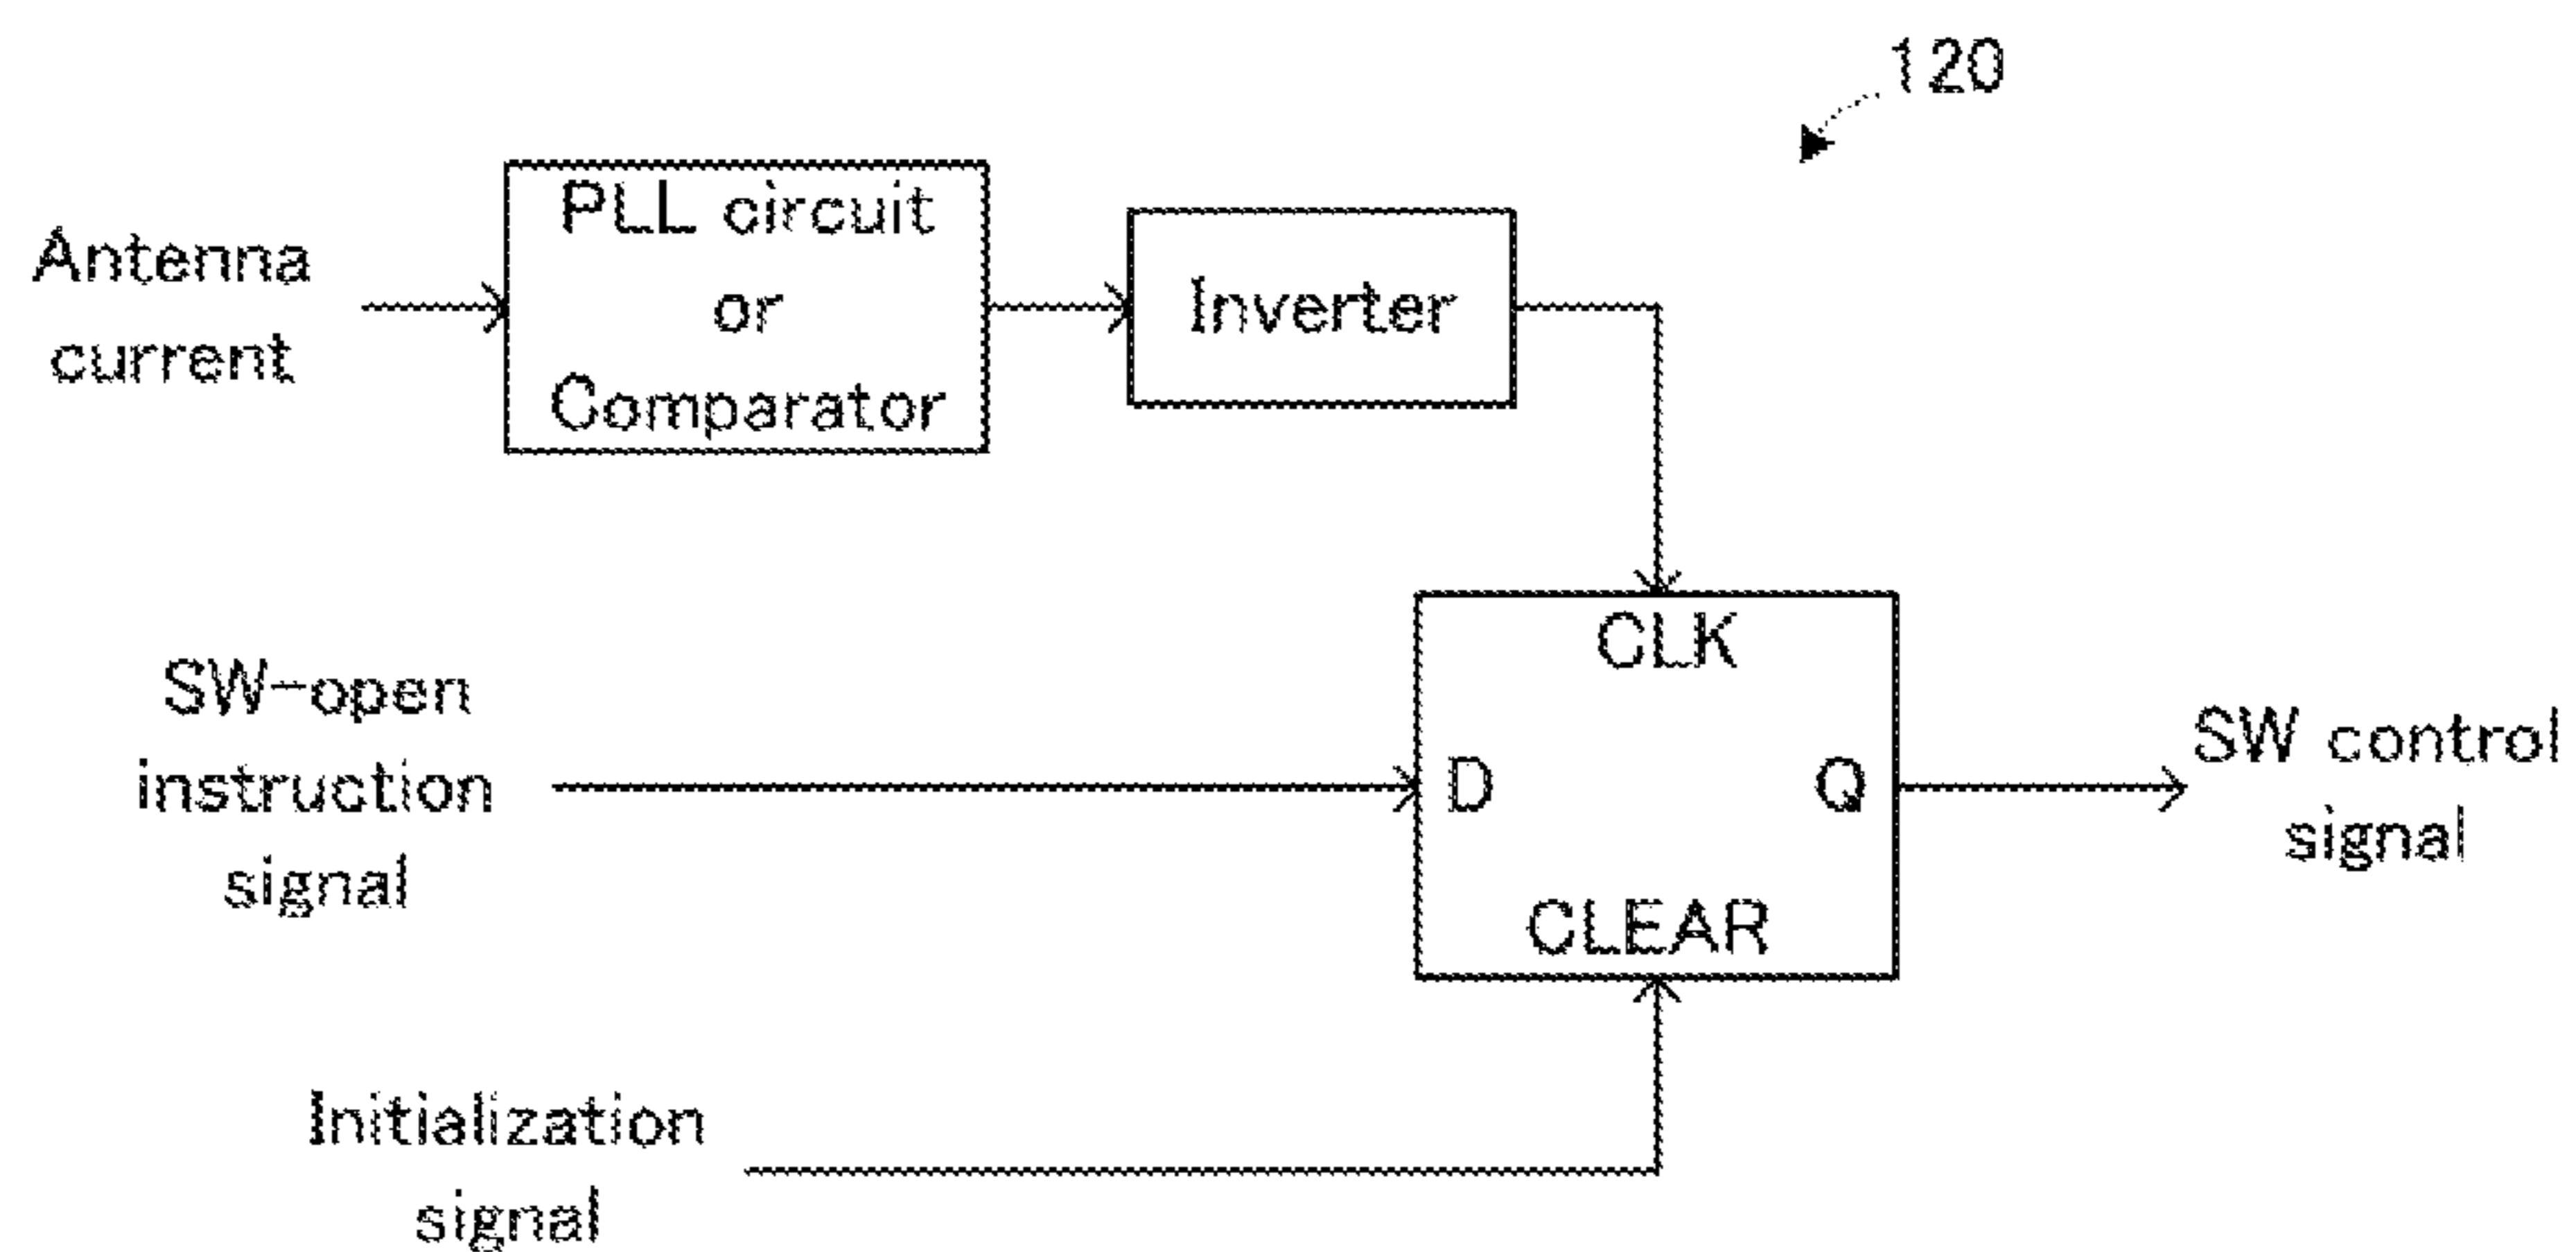 120
Antenna
current
PLL circuit
or
Comparator
Inverter
SW-open
instruction
signal
CLK
D
Q
CLEAR
SW control
signal
Initialization
signal